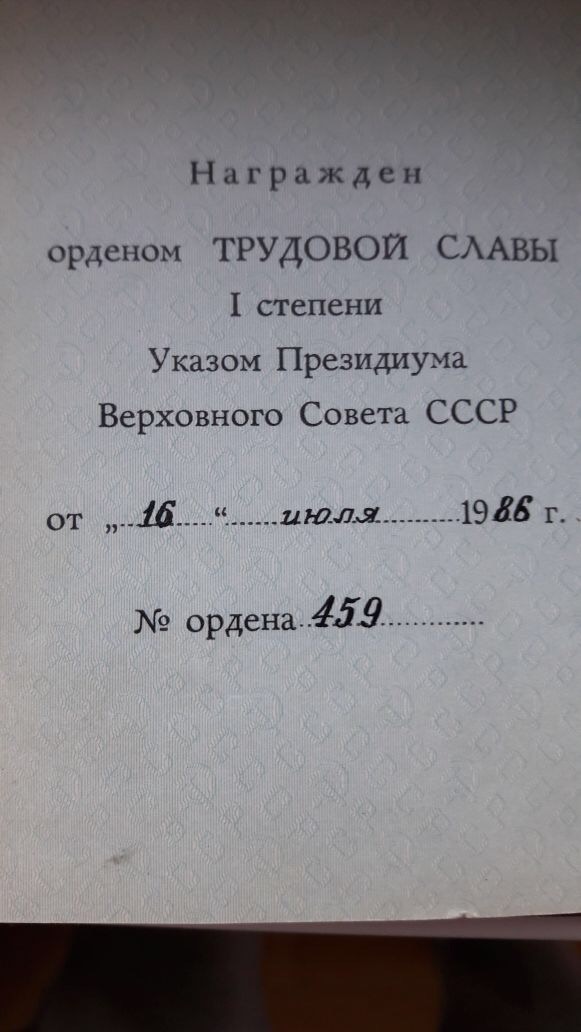 Награжден
орденом ТРУДОВОЙ СЛАВЫ
I степени
Указом Президиума
Верховного Совета СССР
от „ 16 “ июля 1986 г.
№ ордена 459